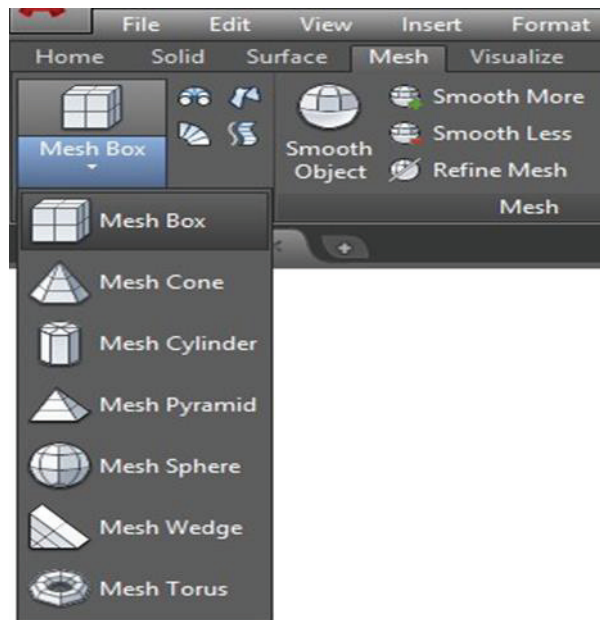 File Edit View Insert Format
Home Solid Surface Mesh Visualize
Mesh Box
Smooth Object
Smooth More
Smooth Less
Refine Mesh
Mesh
Mesh Box
Mesh Cone
Mesh Cylinder
Mesh Pyramid
Mesh Sphere
Mesh Wedge
Mesh Torus